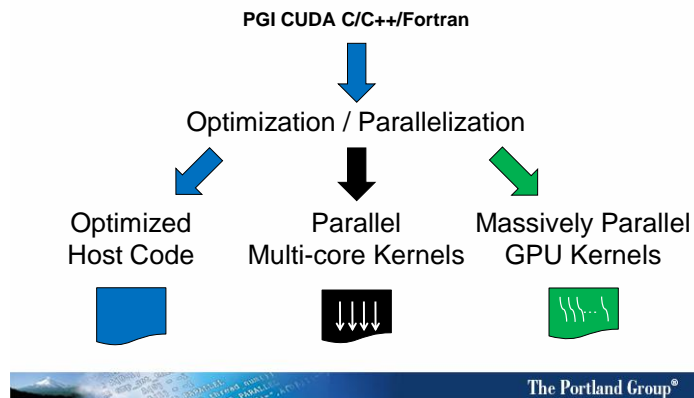 PGI CUDA C/C++/Fortran
Optimization / Parallelization
Optimized
Host Code
Parallel
Multi-core Kernels
Massively Parallel
GPU Kernels
The Portland Group®